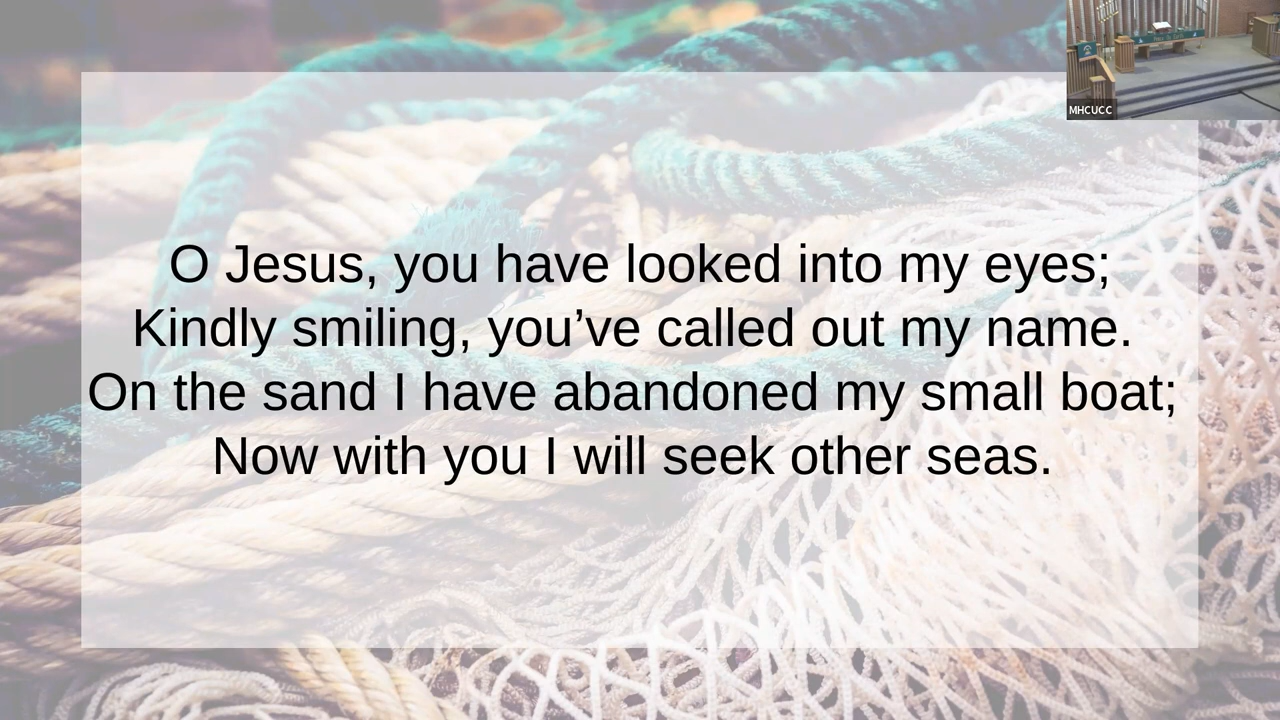 MHCUCC
O Jesus, you have looked into my eyes;
Kindly smiling, you’ve called out my name.
On the sand I have abandoned my small boat;
Now with you I will seek other seas.